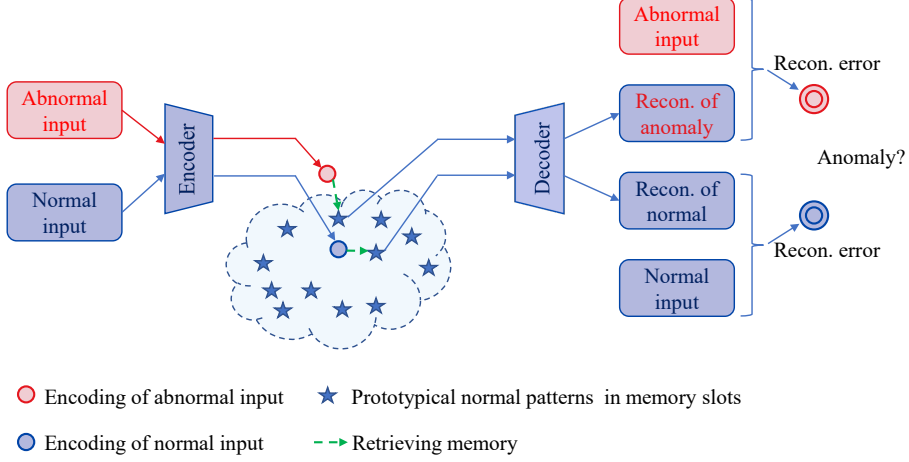 Abnormal
input
Normal
input
Encoder
Decoder
Abnormal
input
Recon. of
anomaly
Recon. of
normal
Normal
input
Recon. error
Anomaly?
Recon. error
Encoding of abnormal input
Prototypical normal patterns in memory slots
Encoding of normal input
Retrieving memory